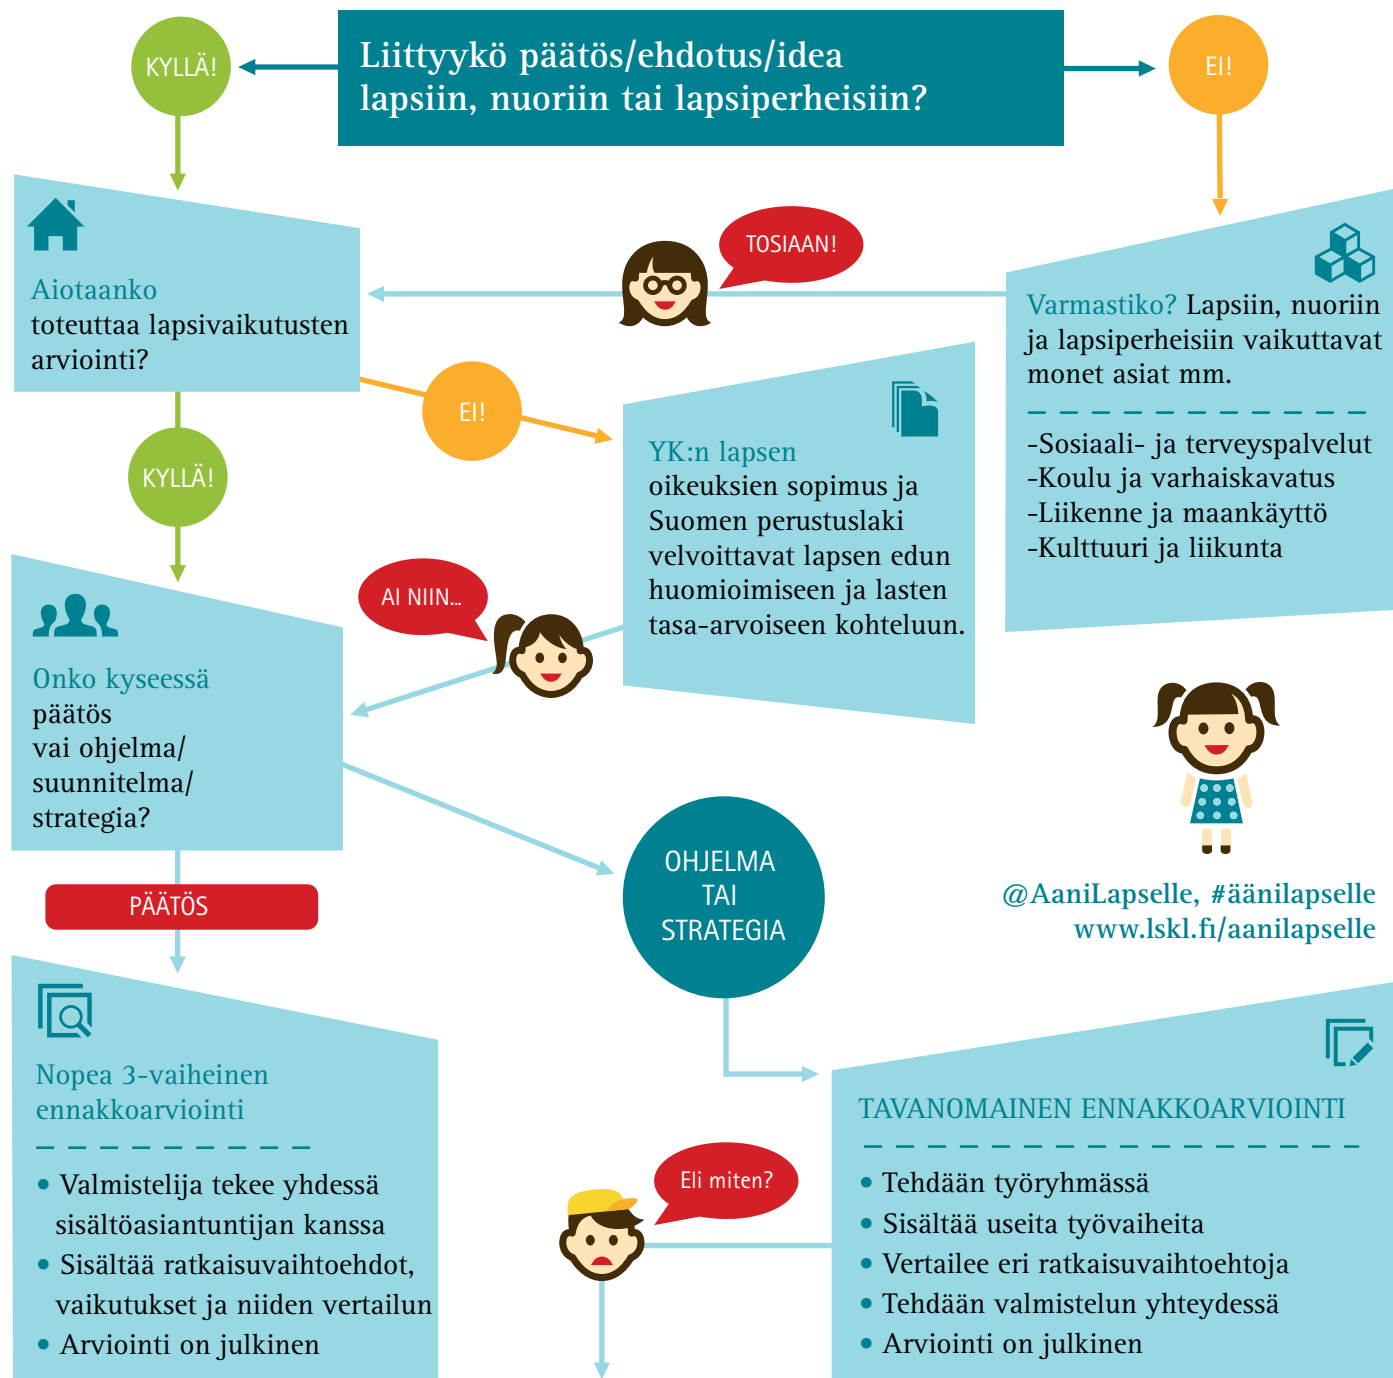 Liittyykö päätös/ehdotus/idea
lapsiin, nuoriin tai lapsiperheisiin?
KYLLÄ!
EI!
Aiotaanko
toteuttaa lapsivaikutusten
arviointi?
TOSIAAN!
Varmastiko? Lapsiin, nuoriin
ja lapsiperheisiin vaikuttavat
monet asiat mm.
-Sosiaali- ja terveyspalvelut
-Koulu ja varhaiskavatus
-Liikenne ja maankäyttö
-Kulttuuri ja liikunta
EI!
KYLLÄ!
YK:n lapsen
oikeuksien sopimus ja
Suomen perustuslaki
velvoittavat lapsen edun
huomioimiseen ja lasten
tasa-arvoiseen kohteluun.
AI NIIN...
Onko kyseessä
päätös
vai ohjelma/
suunnitelma/
strategia?
PÄÄTÖS
OHJELMA
TAI
STRATEGIA
@AaniLapselle, #äänilapselle
www.lskl.fi/aanilapselle
Nopea 3-vaiheinen
ennakkoarviointi
• Valmistelija tekee yhdessä
sisältöasiantuntijan kanssa
• Sisältää ratkaisuvaihtoehdot,
vaikutukset ja niiden vertailun
• Arviointi on julkinen
Eli miten?
TAVANOMAINEN ENNAKKOARVIOINTI
• Tehdään työryhmässä
• Sisältää useita työvaiheita
• Vertailee eri ratkaisuvaihtoehtoja
• Tehdään valmistelun yhteydessä
• Arviointi on julkinen